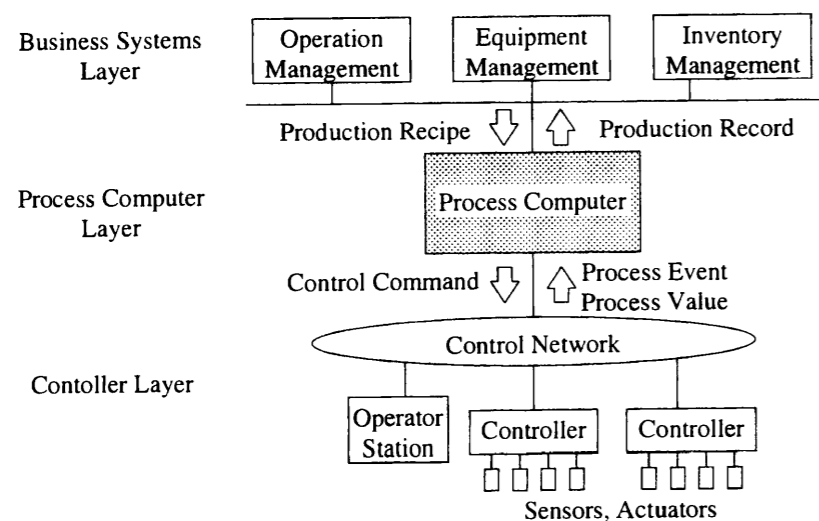 Business Systems
Layer
Operation
Management
Equipment
Management
Inventory
Management
Production Recipe
Production Record
Process Computer
Layer
Process Computer
Control Command
Process Event
Process Value
Control Network
Contoller Layer
Operator
Station
Controller
Controller
Sensors, Actuators